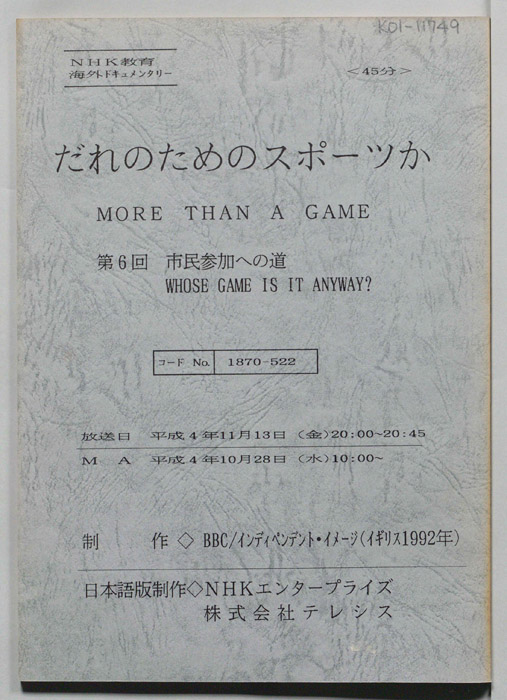 K01-11749
NHK教育
海外ドキュメンタリー
＜45分＞
だれのためのスポーツか
MORE THAN A GAME
第6回 市民参加への道
WHOSE GAME IS IT ANYWAY?
コード No. 1870-522
放送日 平成4年11月13日（金）20:00~20:45
MA 平成4年10月28日（水）10:00~
制作◇BBC/インディペンデント・イメージ（イギリス1992年）
日本語版制作◇NHKエンタープライズ
株式会社テレシス